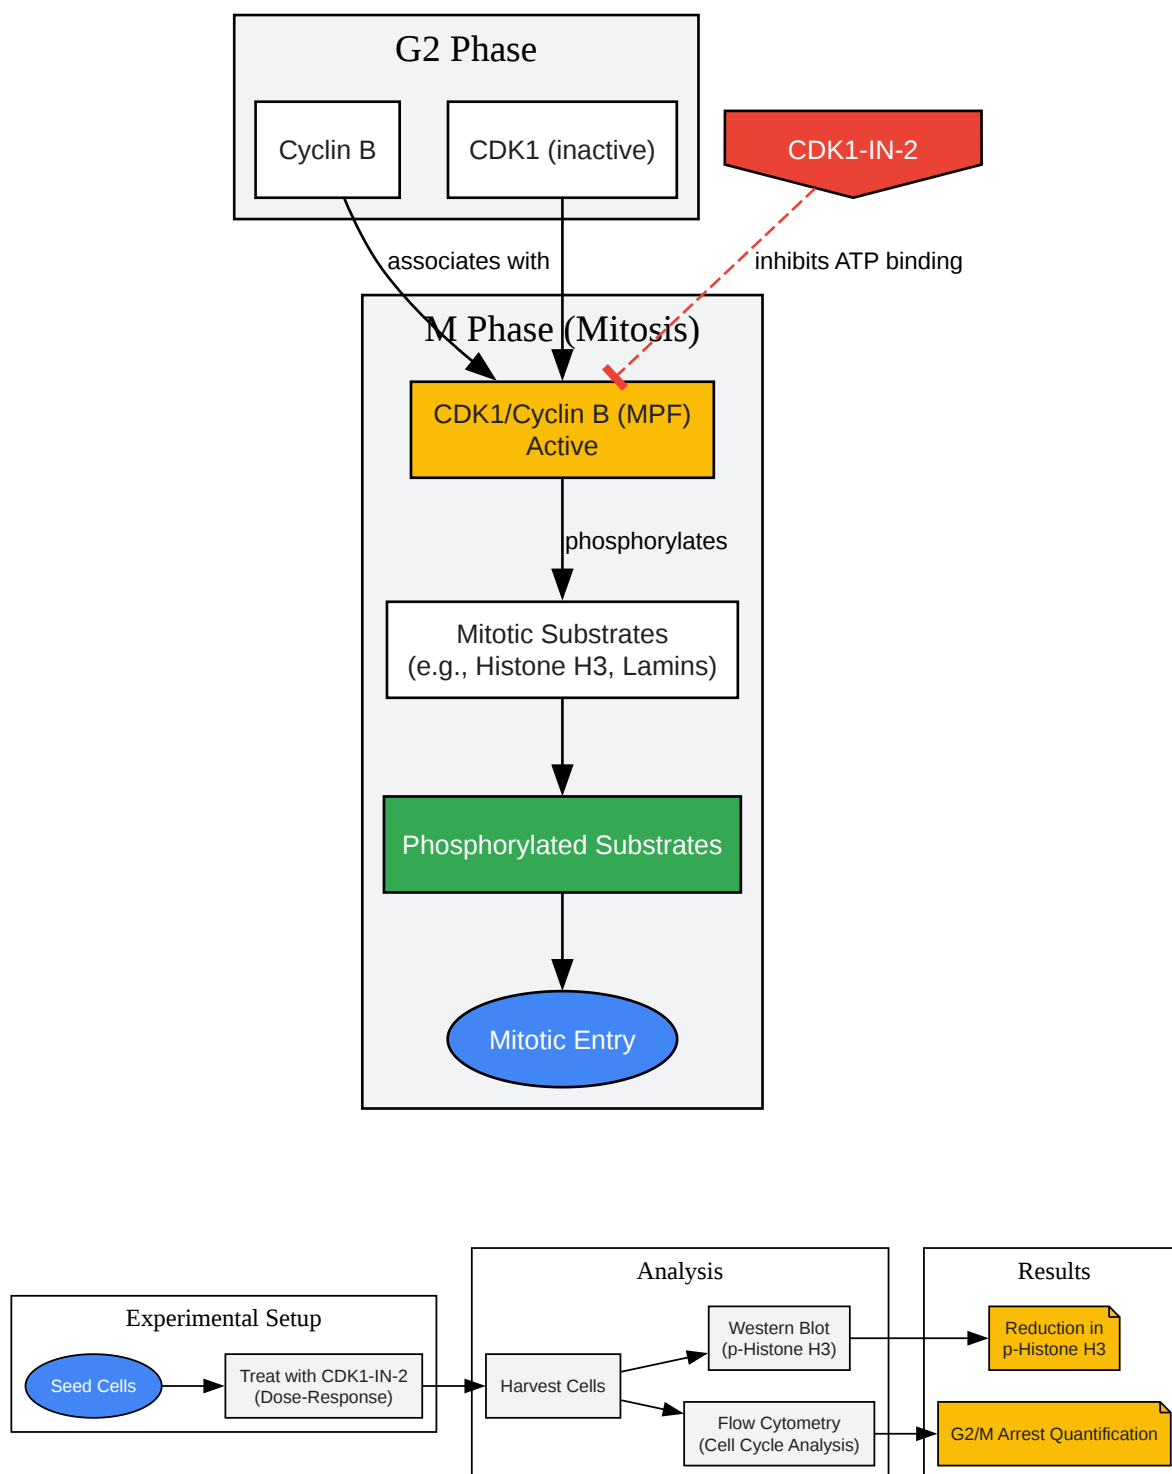 G2 Phase
Cyclin B
CDK1 (inactive)
CDK1-IN-2
associates with
inhibits ATP binding
M Phase (Mitosis)
CDK1/Cyclin B (MPF)
Active
phosphorylates
Mitotic Substrates
(e.g., Histone H3, Lamins)
Phosphorylated Substrates
Mitotic Entry
Experimental Setup
Seed Cells
Treat with CDK1-IN-2
(Dose-Response)
Analysis
Harvest Cells
Western Blot
(p-Histone H3)
Flow Cytometry
(Cell Cycle Analysis)
Results
Reduction in
p-Histone H3
G2/M Arrest Quantification